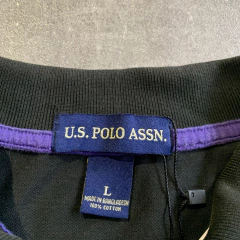 U.S. POLO ASSN.
L
MADE IN BANGLADESH
100% COTTON